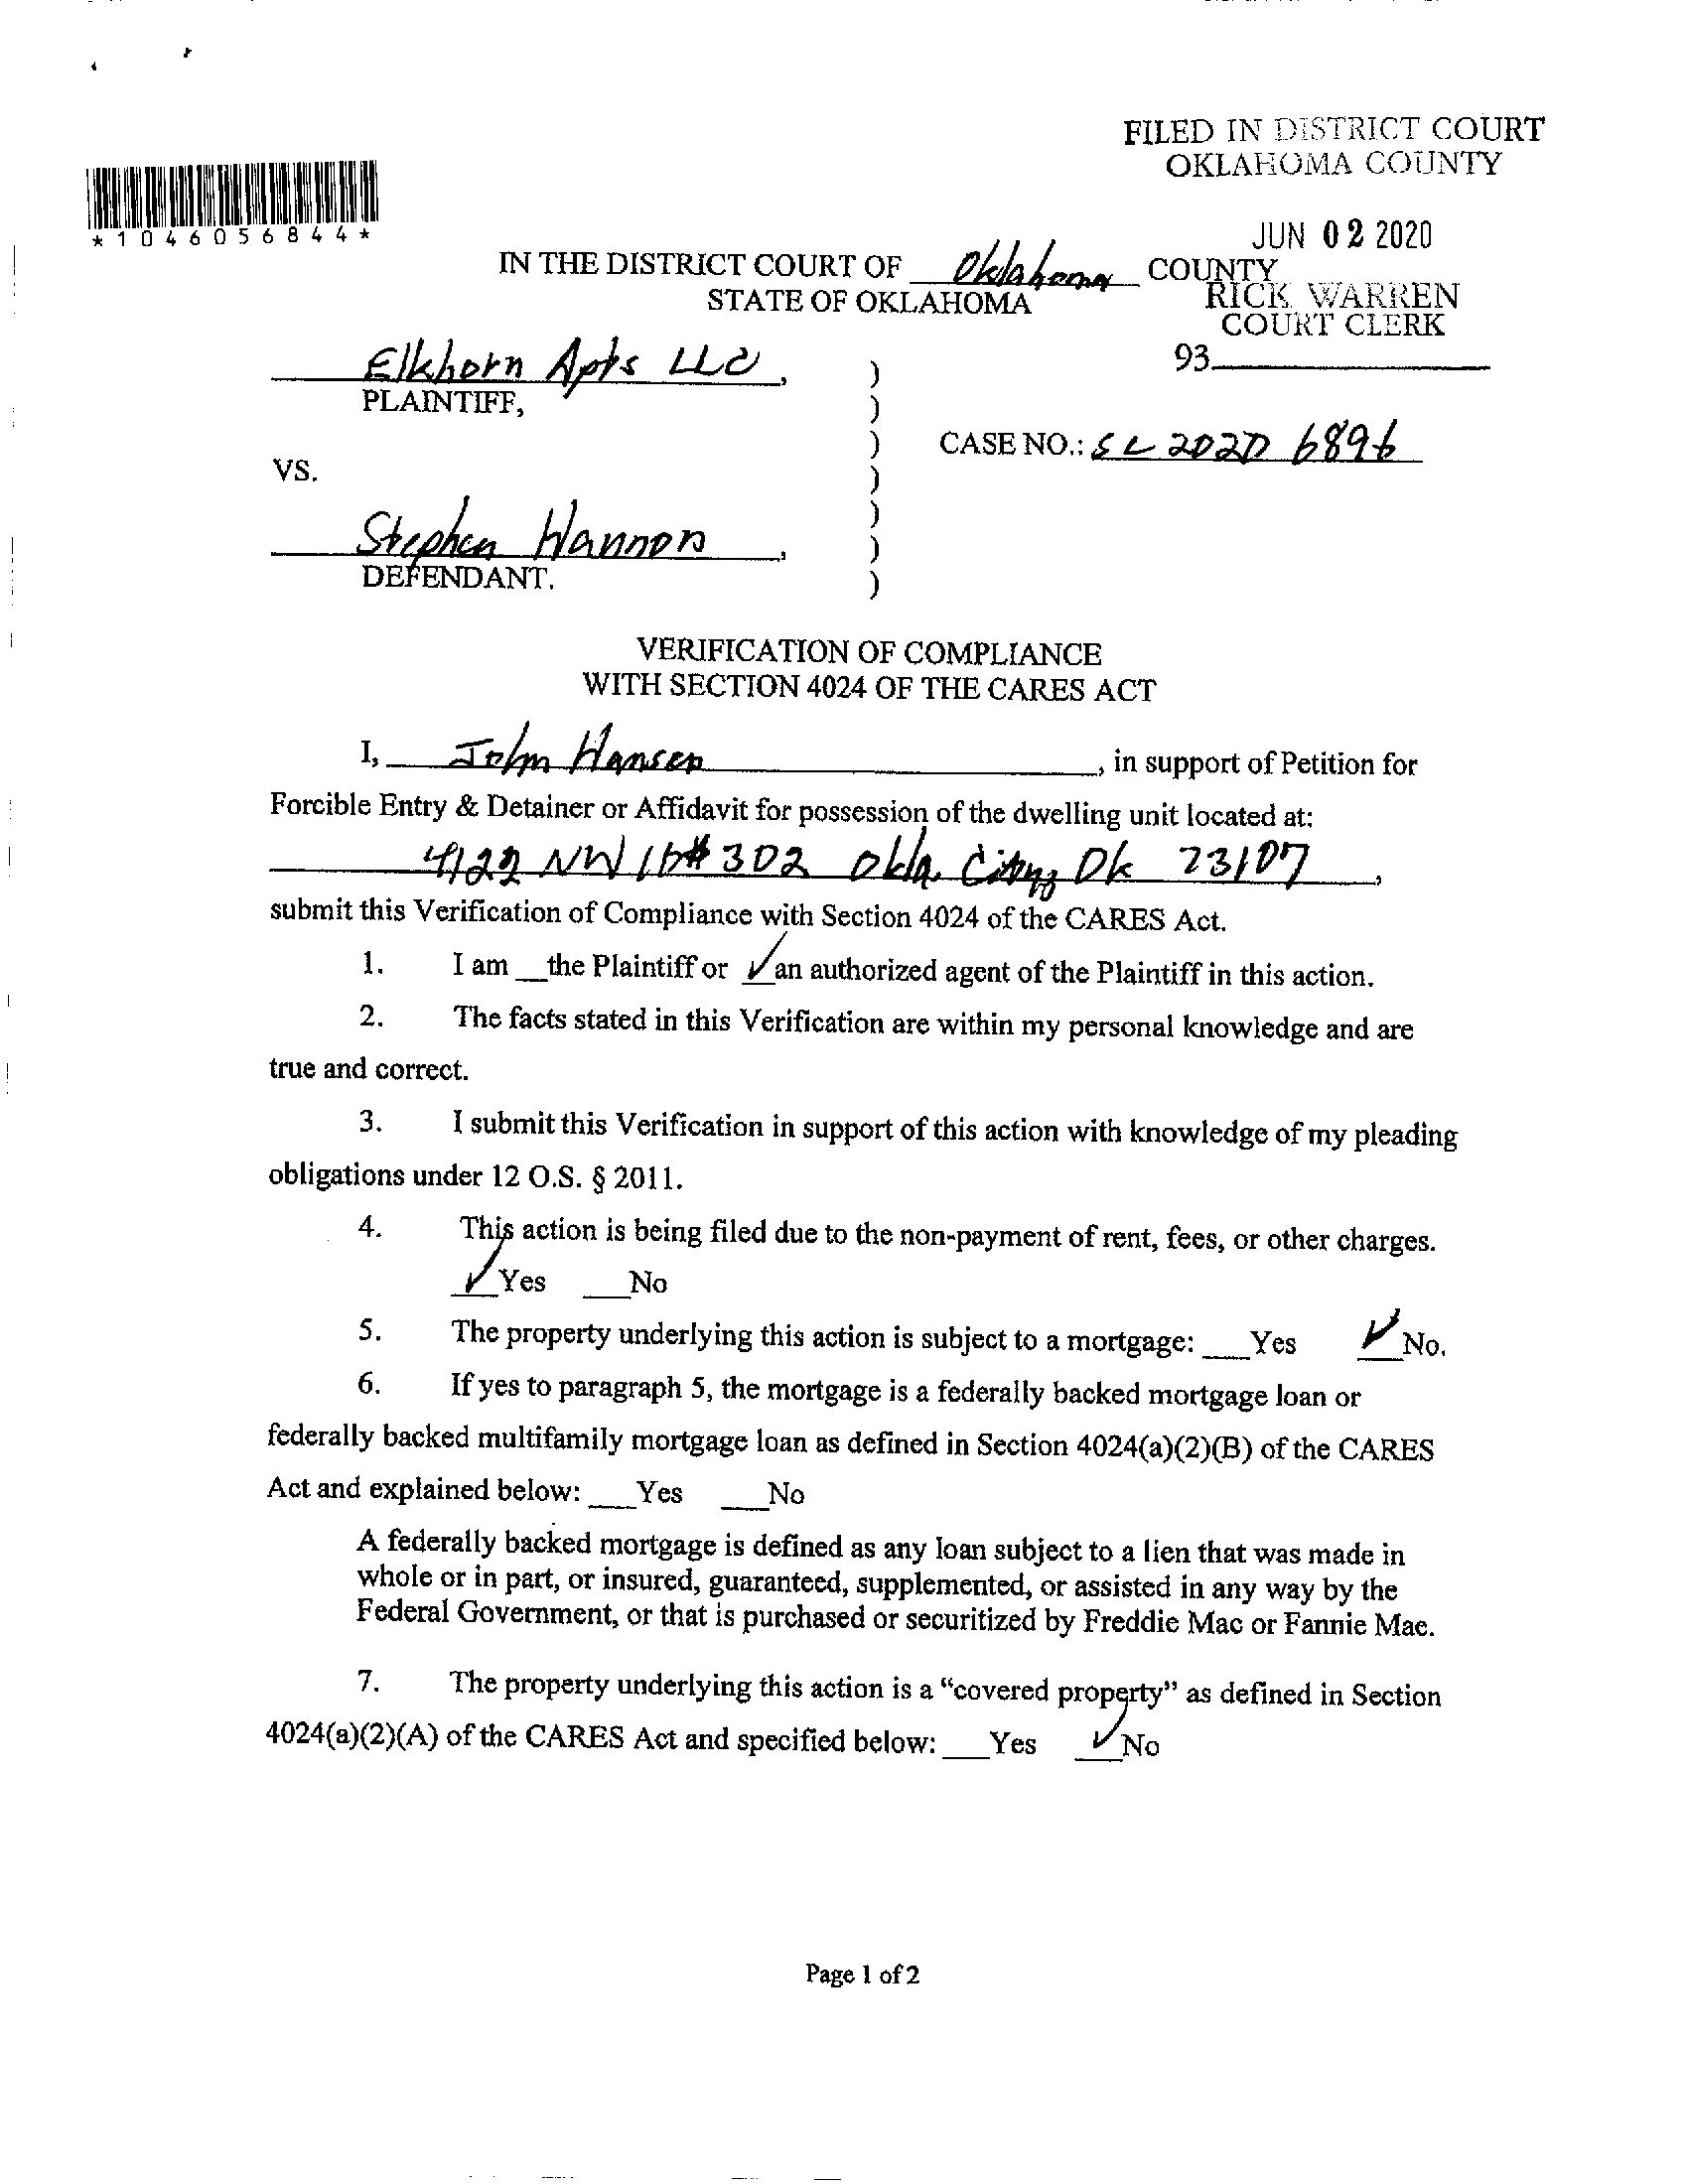 FILED IN DISTRICT COURT
OKLAHOMA COUNTY
*1046056844*
JUN 02 2020
IN THE DISTRICT COURT OF Oklahoma COUNTY
STATE OF OKLAHOMA
RICK WARREN
COURT CLERK
93
Elkhorn Apts LLC,
PLAINTIFF,
CASE NO.: SC 2020 6896
VS.
Stephen Hannon,
DEFENDANT.
)
)
)
)
)
)
)
VERIFICATION OF COMPLIANCE
WITH SECTION 4024 OF THE CARES ACT
I, John Hansen, in support of Petition for
Forcible Entry & Detainer or Affidavit for possession of the dwelling unit located at:
4122 NW 10 # 302 Okla. City Ok 73107,
submit this Verification of Compliance with Section 4024 of the CARES Act.
1. I am __the Plaintiff or ✓an authorized agent of the Plaintiff in this action.
2. The facts stated in this Verification are within my personal knowledge and are
true and correct.
3. I submit this Verification in support of this action with knowledge of my pleading
obligations under 12 O.S. § 2011.
4. This action is being filed due to the non-payment of rent, fees, or other charges.
✓Yes ___No
5. The property underlying this action is subject to a mortgage: ___Yes ✓No.
6. If yes to paragraph 5, the mortgage is a federally backed mortgage loan or
federally backed multifamily mortgage loan as defined in Section 4024(a)(2)(B) of the CARES
Act and explained below: ___Yes ___No
A federally backed mortgage is defined as any loan subject to a lien that was made in
whole or in part, or insured, guaranteed, supplemented, or assisted in any way by the
Federal Government, or that is purchased or securitized by Freddie Mac or Fannie Mae.
7. The property underlying this action is a “covered property” as defined in Section
4024(a)(2)(A) of the CARES Act and specified below: ___Yes ✓No
Page 1 of 2